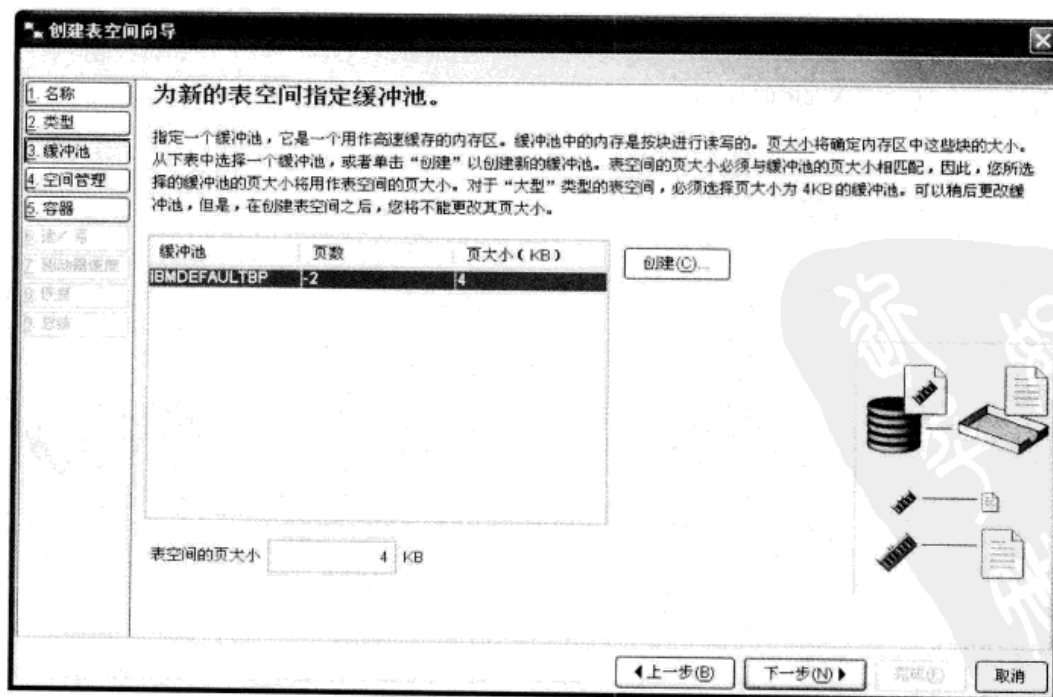 创建表空间向导
1. 名称
2. 类型
3. 缓冲池
4. 空间管理
5. 容器
为新的表空间指定缓冲池。
指定一个缓冲池，它是一个用作高速缓存的内存区。缓冲池中的内存是按块进行读写的。页大小将确定内存区中这些块的大小。
从下表中选择一个缓冲池，或者单击“创建”以创建新的缓冲池。表空间的页大小必须与缓冲池的页大小相匹配，因此，您所选
择的缓冲池的页大小将用作表空间的页大小。对于“大型”类型的表空间，必须选择页大小为 4KB 的缓冲池。可以稍后更改缓
冲池，但是，在创建表空间之后，您将不能更改其页大小。
缓冲池 页数 页大小（KB）
IBMDEFAULTBP -2 4
创建(C)...
表空间的页大小 4 KB
上一步(B) 下一步(N) 取消